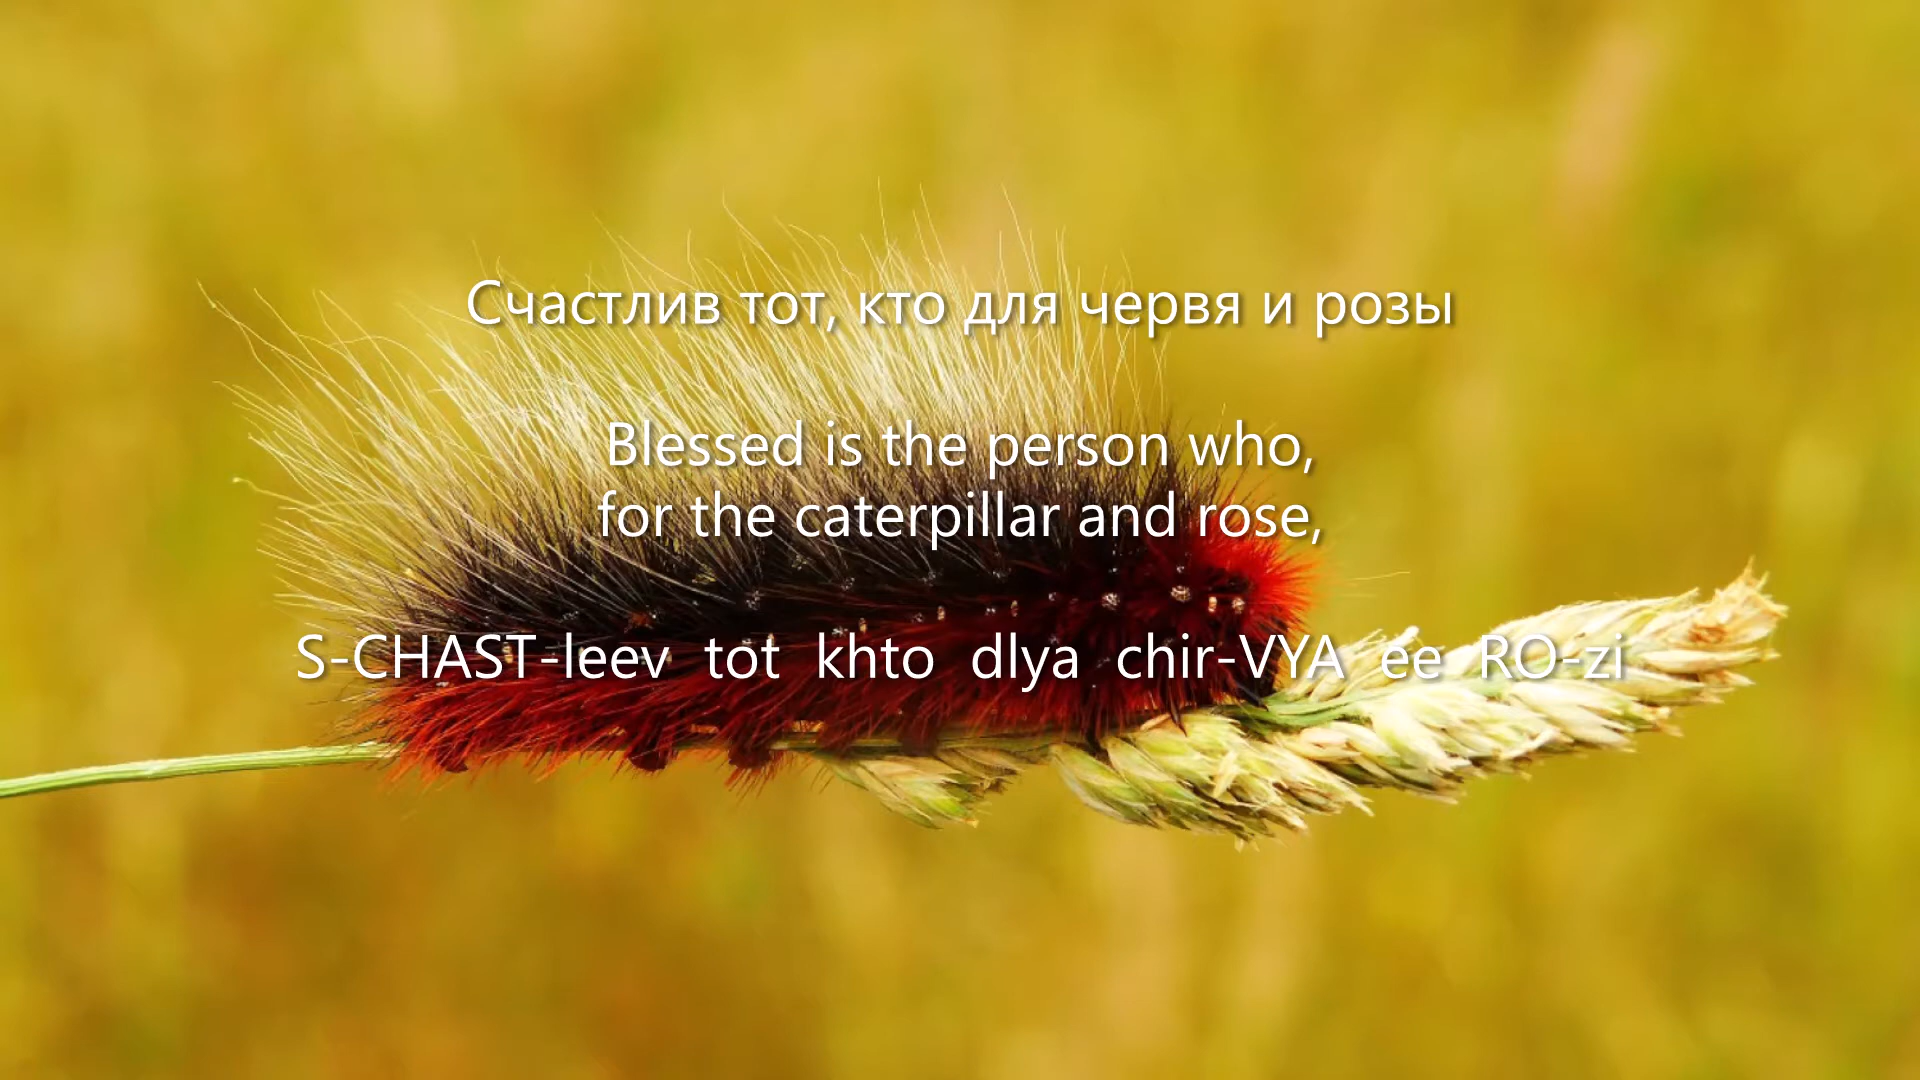 Счастлив тот, кто для червя и розы
Blessed is the person who,
for the caterpillar and rose,
S-CHAST-leev tot khto dlya chir-VYA ee RO-zi